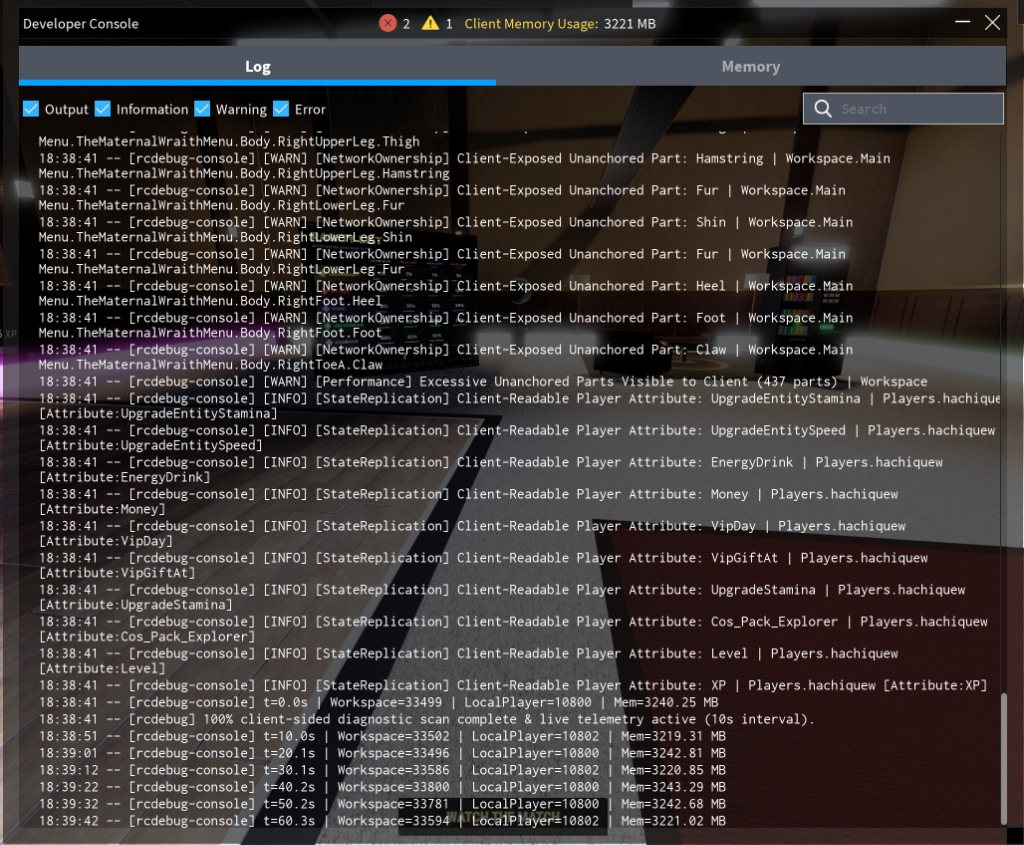 Developer Console
2
1
Client Memory Usage: 3221 MB
Log
Memory
Output
Information
Warning
Error
Search
Menu.TheMaternalWraithMenu.Body.RightUpperLeg.Thigh
18:38:41 -- [rcdebug-console] [WARN] [NetworkOwnership] Client-Exposed Unanchored Part: Hamstring | Workspace.Main
Menu.TheMaternalWraithMenu.Body.RightUpperLeg.Hamstring
18:38:41 -- [rcdebug-console] [WARN] [NetworkOwnership] Client-Exposed Unanchored Part: Fur | Workspace.Main
Menu.TheMaternalWraithMenu.Body.RightLowerLeg.Fur
18:38:41 -- [rcdebug-console] [WARN] [NetworkOwnership] Client-Exposed Unanchored Part: Shin | Workspace.Main
Menu.TheMaternalWraithMenu.Body.RightLowerLeg.Shin
18:38:41 -- [rcdebug-console] [WARN] [NetworkOwnership] Client-Exposed Unanchored Part: Fur | Workspace.Main
Menu.TheMaternalWraithMenu.Body.RightLowerLeg.Fur
18:38:41 -- [rcdebug-console] [WARN] [NetworkOwnership] Client-Exposed Unanchored Part: Heel | Workspace.Main
Menu.TheMaternalWraithMenu.Body.RightFoot.Heel
18:38:41 -- [rcdebug-console] [WARN] [NetworkOwnership] Client-Exposed Unanchored Part: Foot | Workspace.Main
Menu.TheMaternalWraithMenu.Body.RightFoot.Foot
18:38:41 -- [rcdebug-console] [WARN] [NetworkOwnership] Client-Exposed Unanchored Part: Claw | Workspace.Main
Menu.TheMaternalWraithMenu.Body.RightToeA.Claw
18:38:41 -- [rcdebug-console] [WARN] [Performance] Excessive Unanchored Parts Visible to Client (437 parts) | Workspace
18:38:41 -- [rcdebug-console] [INFO] [StateReplication] Client-Readable Player Attribute: UpgradeEntityStamina | Players.hachique
[Attribute:UpgradeEntityStamina]
18:38:41 -- [rcdebug-console] [INFO] [StateReplication] Client-Readable Player Attribute: UpgradeEntitySpeed | Players.hachiquew
[Attribute:UpgradeEntitySpeed]
18:38:41 -- [rcdebug-console] [INFO] [StateReplication] Client-Readable Player Attribute: EnergyDrink | Players.hachiquew
[Attribute:EnergyDrink]
18:38:41 -- [rcdebug-console] [INFO] [StateReplication] Client-Readable Player Attribute: Money | Players.hachiquew
[Attribute:Money]
18:38:41 -- [rcdebug-console] [INFO] [StateReplication] Client-Readable Player Attribute: VipDay | Players.hachiquew
[Attribute:VipDay]
18:38:41 -- [rcdebug-console] [INFO] [StateReplication] Client-Readable Player Attribute: VipGiftAt | Players.hachiquew
[Attribute:VipGiftAt]
18:38:41 -- [rcdebug-console] [INFO] [StateReplication] Client-Readable Player Attribute: UpgradeStamina | Players.hachiquew
[Attribute:UpgradeStamina]
18:38:41 -- [rcdebug-console] [INFO] [StateReplication] Client-Readable Player Attribute: Cos_Pack_Explorer | Players.hachiquew
[Attribute:Cos_Pack_Explorer]
18:38:41 -- [rcdebug-console] [INFO] [StateReplication] Client-Readable Player Attribute: Level | Players.hachiquew
[Attribute:Level]
18:38:41 -- [rcdebug-console] [INFO] [StateReplication] Client-Readable Player Attribute: XP | Players.hachiquew [Attribute:XP]
18:38:41 -- [rcdebug-console] t=0.0s | Workspace=33499 | LocalPlayer=10800 | Mem=3240.25 MB
18:38:41 -- [rcdebug] 100% client-sided diagnostic scan complete & live telemetry active (10s interval).
18:38:51 -- [rcdebug-console] t=10.0s | Workspace=33502 | LocalPlayer=10802 | Mem=3219.31 MB
18:39:01 -- [rcdebug-console] t=20.1s | Workspace=33496 | LocalPlayer=10800 | Mem=3242.81 MB
18:39:12 -- [rcdebug-console] t=30.1s | Workspace=33586 | LocalPlayer=10802 | Mem=3220.85 MB
18:39:22 -- [rcdebug-console] t=40.2s | Workspace=33800 | LocalPlayer=10800 | Mem=3243.29 MB
18:39:32 -- [rcdebug-console] t=50.2s | Workspace=33781 | LocalPlayer=10800 | Mem=3242.68 MB
18:39:42 -- [rcdebug-console] t=60.3s | Workspace=33594 | LocalPlayer=10802 | Mem=3221.02 MB
WATCH THE MATCH
XP